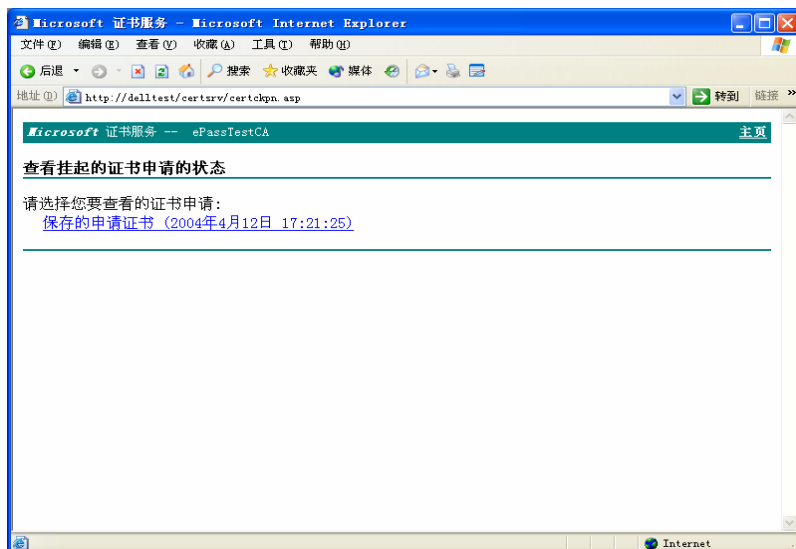 Microsoft 证书服务 - Microsoft Internet Explorer
文件(F) 编辑(E) 查看(V) 收藏(A) 工具(T) 帮助(H)
后退 搜索 收藏夹 媒体
地址(D) http://delltest/certsrv/certckpn.asp 转到 链接 »
Microsoft 证书服务 -- ePassTestCA 主页
查看挂起的证书申请的状态
请选择您要查看的证书申请:
保存的申请证书 (2004年4月12日 17:21:25)
Internet